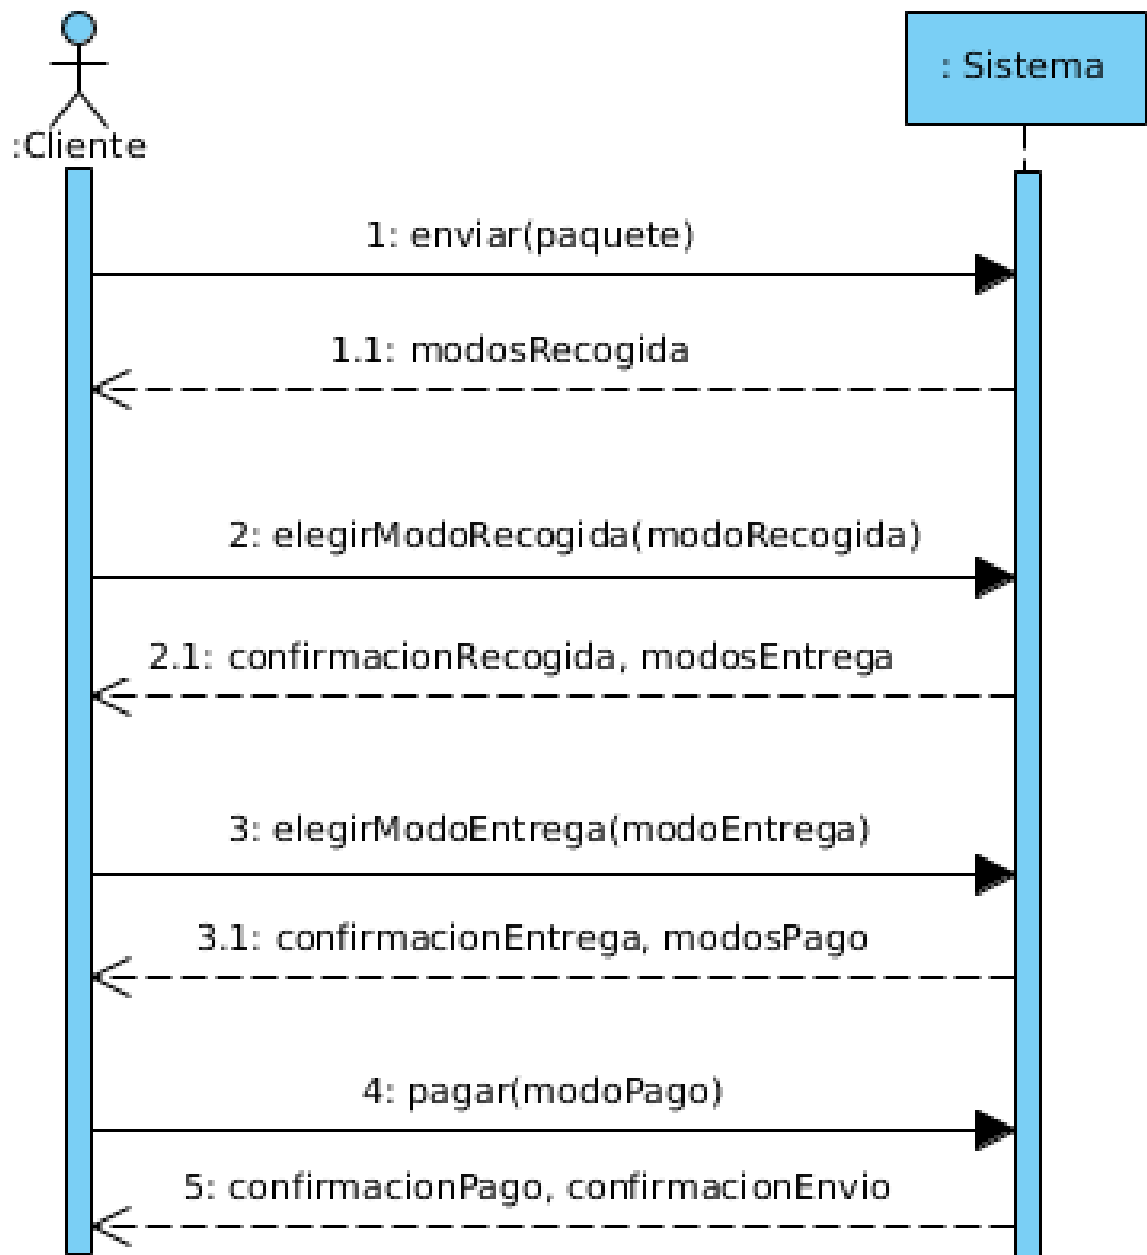 : Sistema
:Cliente
1: enviar(paquete)
1.1: modosRecogida
2: elegirModoRecogida(modoRecogida)
2.1: confirmacionRecogida, modosEntrega
3: elegirModoEntrega(modoEntrega)
3.1: confirmacionEntrega, modosPago
4: pagar(modoPago)
5: confirmacionPago, confirmacionEnvio